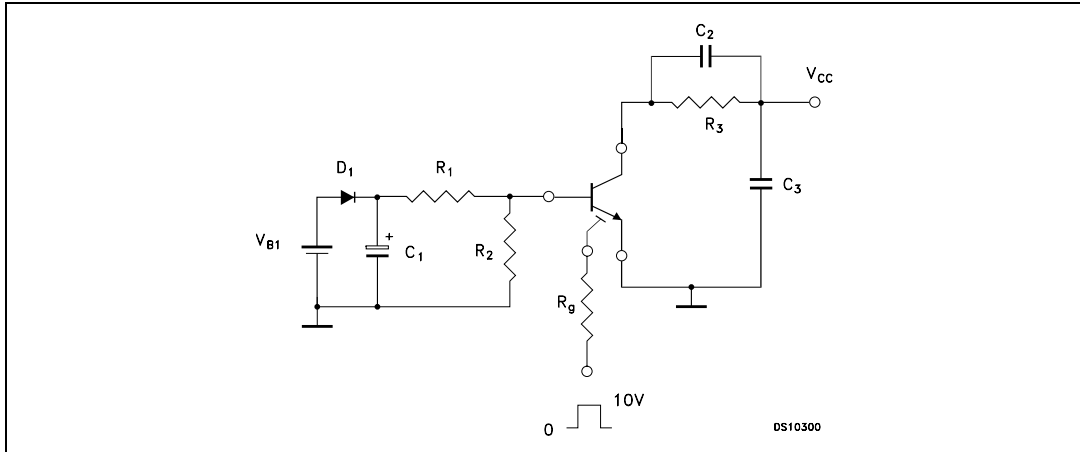 C2
VCC
R3
D1
R1
C3
+
VB1
C1
R2
Rg
10V
0
DS10300